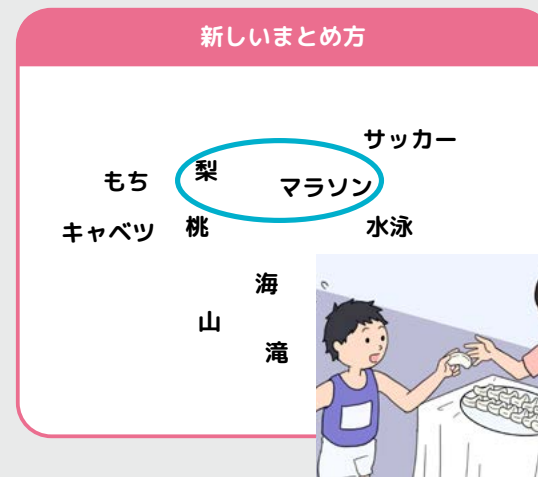 新しいまとめ方
サッカー
もち
梨
マラソン
キャベツ
桃
水泳
海
山
滝